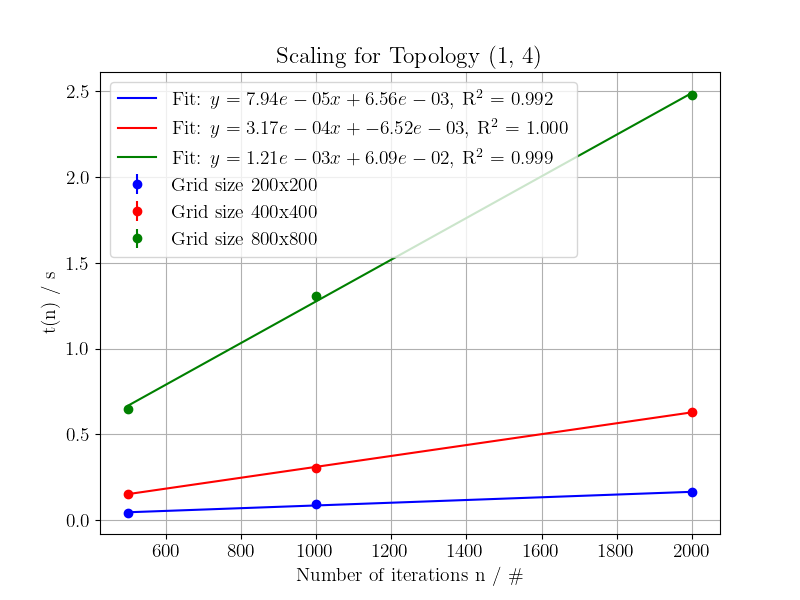 Scaling for Topology (1, 4)
Fit: y = 7.94e − 05x + 6.56e − 03, R² = 0.992
Fit: y = 3.17e − 04x + −6.52e − 03, R² = 1.000
Fit: y = 1.21e − 03x + 6.09e − 02, R² = 0.999
Grid size 200x200
Grid size 400x400
Grid size 800x800
t(n) / s
2.5
2.0
1.5
1.0
0.5
0.0
600 800 1000 1200 1400 1600 1800 2000
Number of iterations n / #